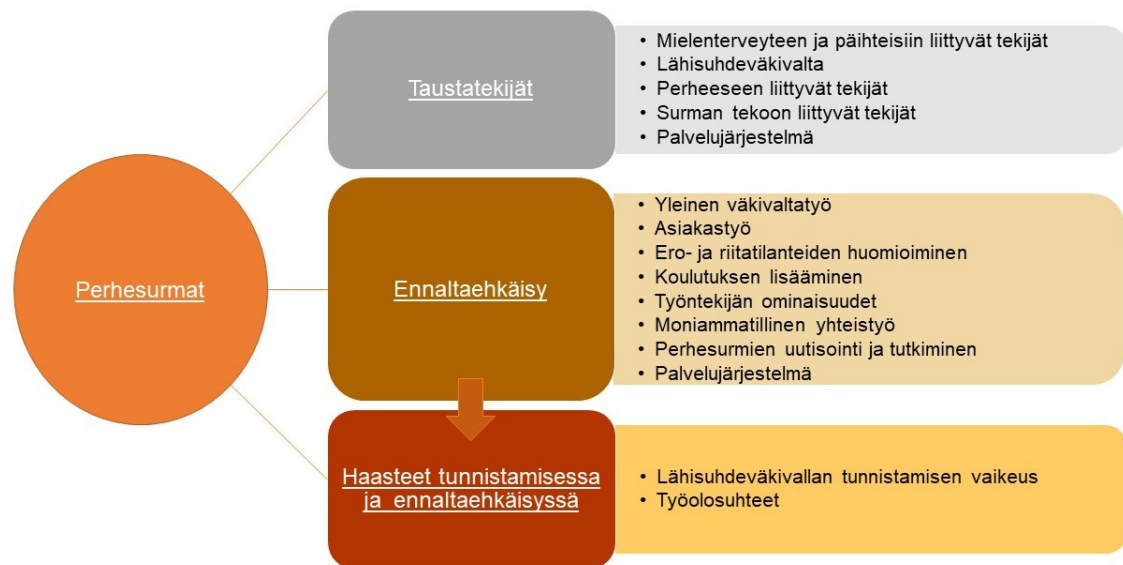 Perhesurmat
Taustatekijät
• Mielenterveyteen ja päihteisiin liittyvät tekijät
• Lähisuhdeväkivalta
• Perheeseen liittyvät tekijät
• Surman tekoon liittyvät tekijät
• Palvelujärjestelmä
Ennaltaehkäisy
• Yleinen väkivaltatyö
• Asiakastyö
• Ero- ja riitatilanteiden huomioiminen
• Koulutuksen lisääminen
• Työntekijän ominaisuudet
• Moniammatillinen yhteistyö
• Perhesurmien uutisointi ja tutkiminen
• Palvelujärjestelmä
Haasteet tunnistamisessa
ja ennaltaehkäisyssä
• Lähisuhdeväkivallan tunnistamisen vaikeus
• Työolosuhteet